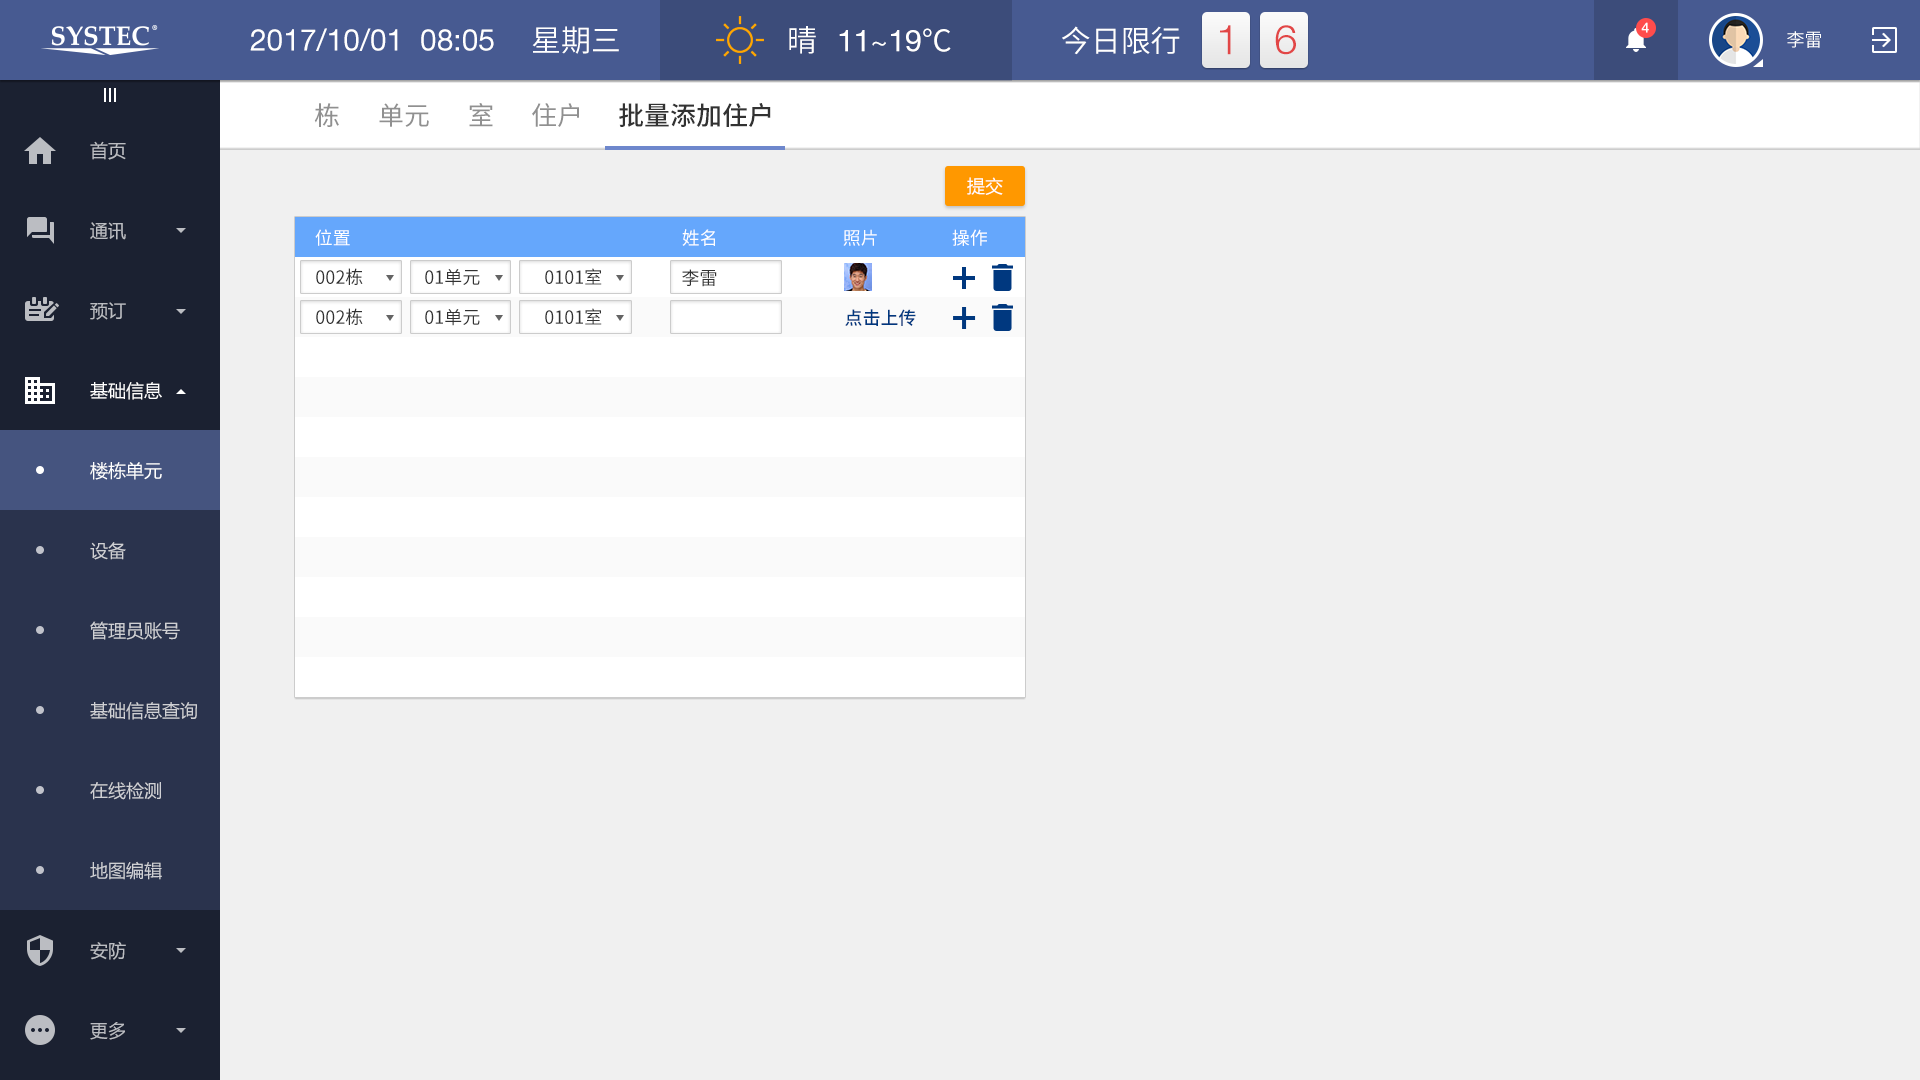 SYSTEC®
2017/10/01 08:05 星期三
晴 11~19℃
今日限行 1 6
4
李雷
首页
通讯
预订
基础信息
楼栋单元
设备
管理员账号
基础信息查询
在线检测
地图编辑
安防
更多
栋 单元 室 住户 批量添加住户
提交
位置 姓名 照片 操作
002栋 01单元 0101室 李雷
002栋 01单元 0101室 点击上传